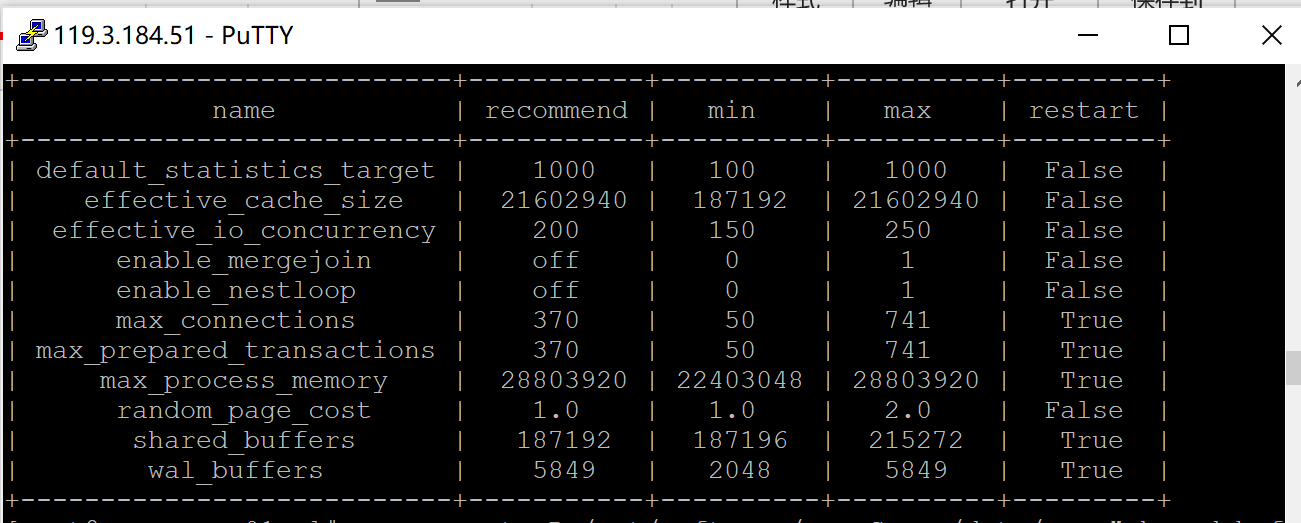 119.3.184.51 - PuTTY
+---------------------------+-----------+----------+----------+---------+
| name | recommend | min | max | restart |
+---------------------------+-----------+----------+----------+---------+
| default_statistics_target | 1000 | 100 | 1000 | False |
| effective_cache_size | 21602940 | 187192 | 21602940 | False |
| effective_io_concurrency | 200 | 150 | 250 | False |
| enable_mergejoin | off | 0 | 1 | False |
| enable_nestloop | off | 0 | 1 | False |
| max_connections | 370 | 50 | 741 | True |
| max_prepared_transactions | 370 | 50 | 741 | True |
| max_process_memory | 28803920 | 22403048 | 28803920 | True |
| random_page_cost | 1.0 | 1.0 | 2.0 | False |
| shared_buffers | 187192 | 187196 | 215272 | True |
| wal_buffers | 5849 | 2048 | 5849 | True |
+---------------------------+-----------+----------+----------+---------+